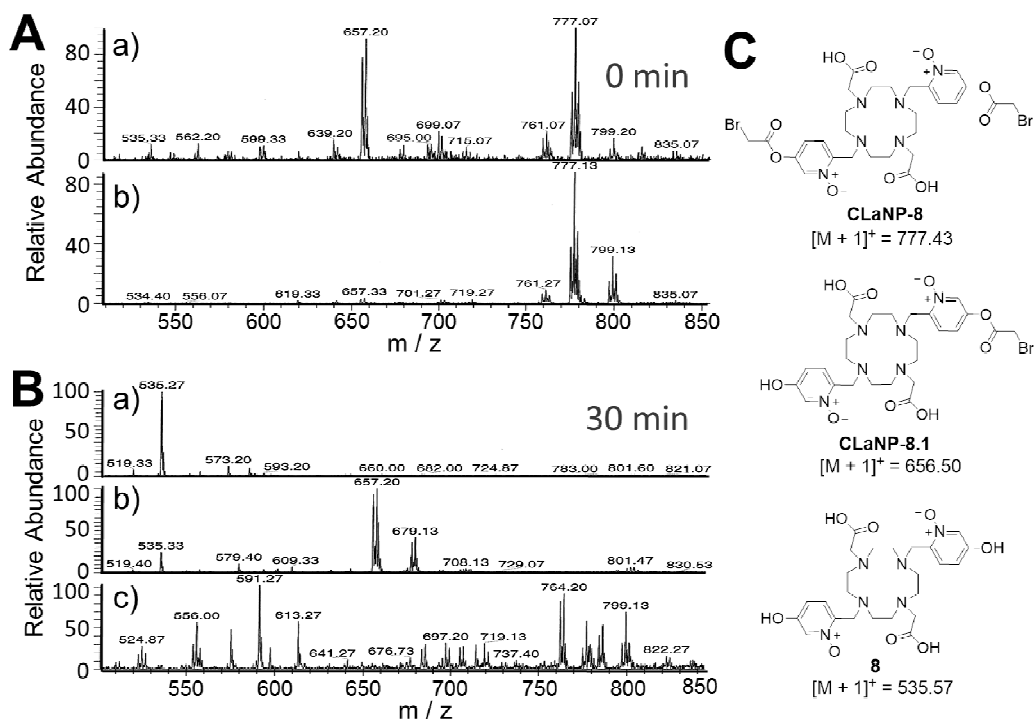 A
a)
0 min
Relative Abundance
80
40
0
535.33
562.20
599.33
639.20
657.20
695.00
699.07
715.07
761.07
777.07
799.20
835.07
b)
80
40
0
534.40
556.07
619.33
657.33
701.27
719.27
761.27
777.13
799.13
835.07
550 600 650 700 750 800 850
m / z
B
a)
30 min
Relative Abundance
100
50
0
519.33
535.27
573.20
593.20
660.00
682.00
724.87
783.00
801.60
821.07
b)
100
50
0
519.40
535.33
579.40
609.33
657.20
679.13
708.13
729.07
801.47
830.53
c)
100
50
0
524.87
556.00
591.27
613.27
641.27
676.73
697.20
719.13
737.40
764.20
799.13
822.27
550 600 650 700 750 800 850
m / z
C
HO
O
−O
N
+
N
N
O
O
Br
Br
O
O
N
N
N
+
O−
O
OH
CLaNP-8
[M + 1]+ = 777.43
HO
O
−O
N
+
N
N
O
O
Br
HO
N
N
N
+
O−
O
OH
CLaNP-8.1
[M + 1]+ = 656.50
HO
O
−O
N
+
OH
N
N
HO
N
+
O
O
OH
8
[M + 1]+ = 535.57